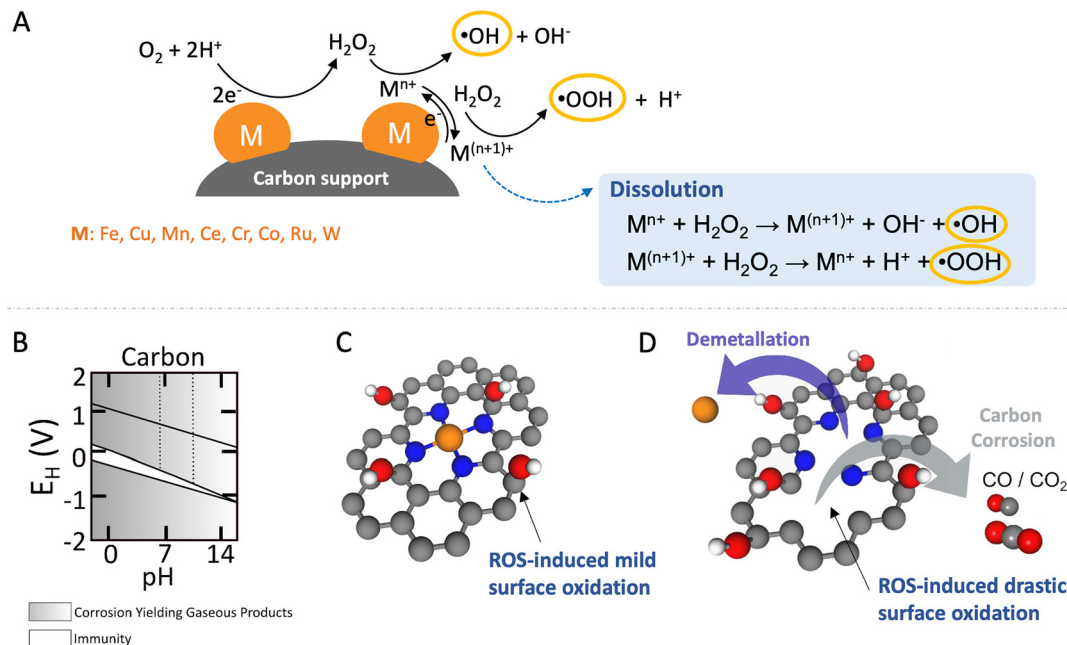 A
O₂ + 2H⁺
2e⁻
H₂O₂
•OH + OH⁻
Mⁿ⁺
e⁻
H₂O₂
M⁽ⁿ⁺¹⁾⁺
•OOH + H⁺
M
M
Carbon support
M: Fe, Cu, Mn, Ce, Cr, Co, Ru, W
Dissolution
Mⁿ⁺ + H₂O₂ → M⁽ⁿ⁺¹⁾⁺ + OH⁻ + •OH
M⁽ⁿ⁺¹⁾⁺ + H₂O₂ → Mⁿ⁺ + H⁺ + •OOH
B
Carbon
E_H (V)
2
1
0
-1
-2
0
7
14
pH
Corrosion Yielding Gaseous Products
Immunity
C
ROS-induced mild
surface oxidation
D
Demetallation
Carbon
Corrosion
CO / CO₂
ROS-induced drastic
surface oxidation